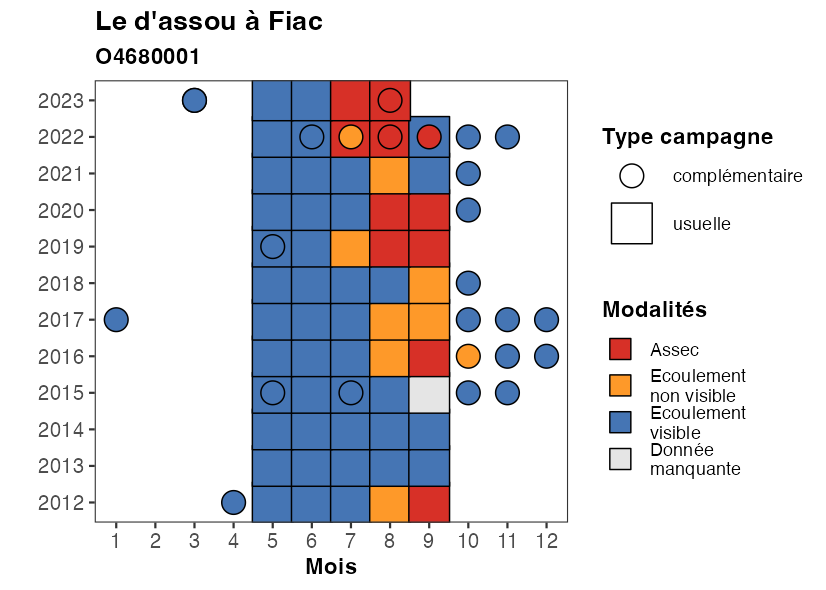 Le d'assou à Fiac
O4680001
2023
2022
2021
2020
2019
2018
2017
2016
2015
2014
2013
2012
1 2 3 4 5 6 7 8 9 10 11 12
Mois
Type campagne
complémentaire
usuelle
Modalités
Assec
Ecoulement
non visible
Ecoulement
visible
Donnée
manquante